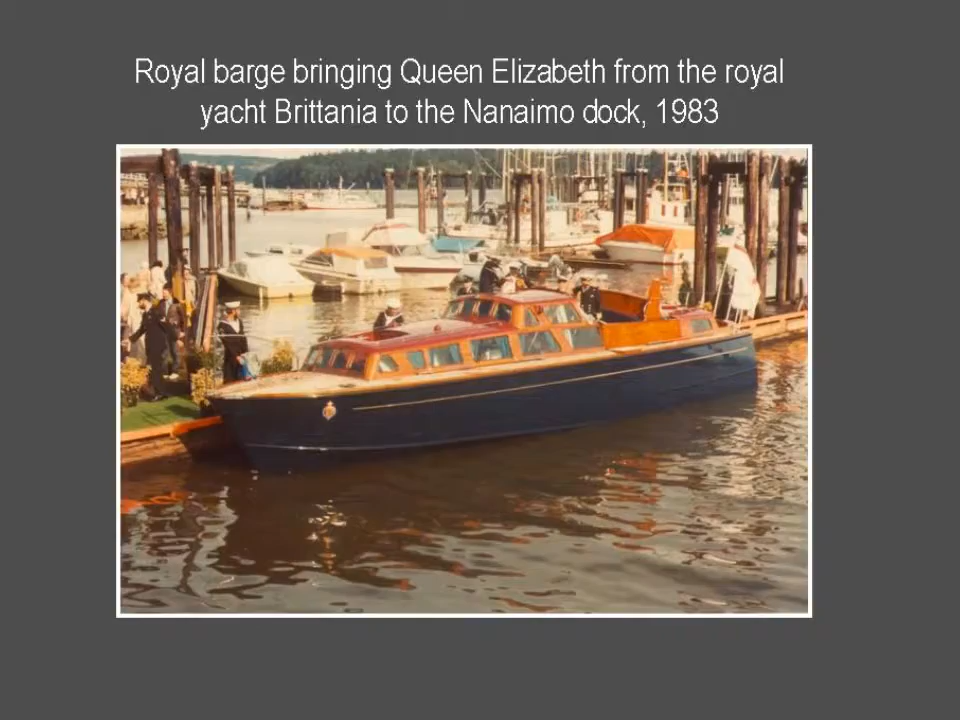 Royal barge bringing Queen Elizabeth from the royal
yacht Brittania to the Nanaimo dock, 1983